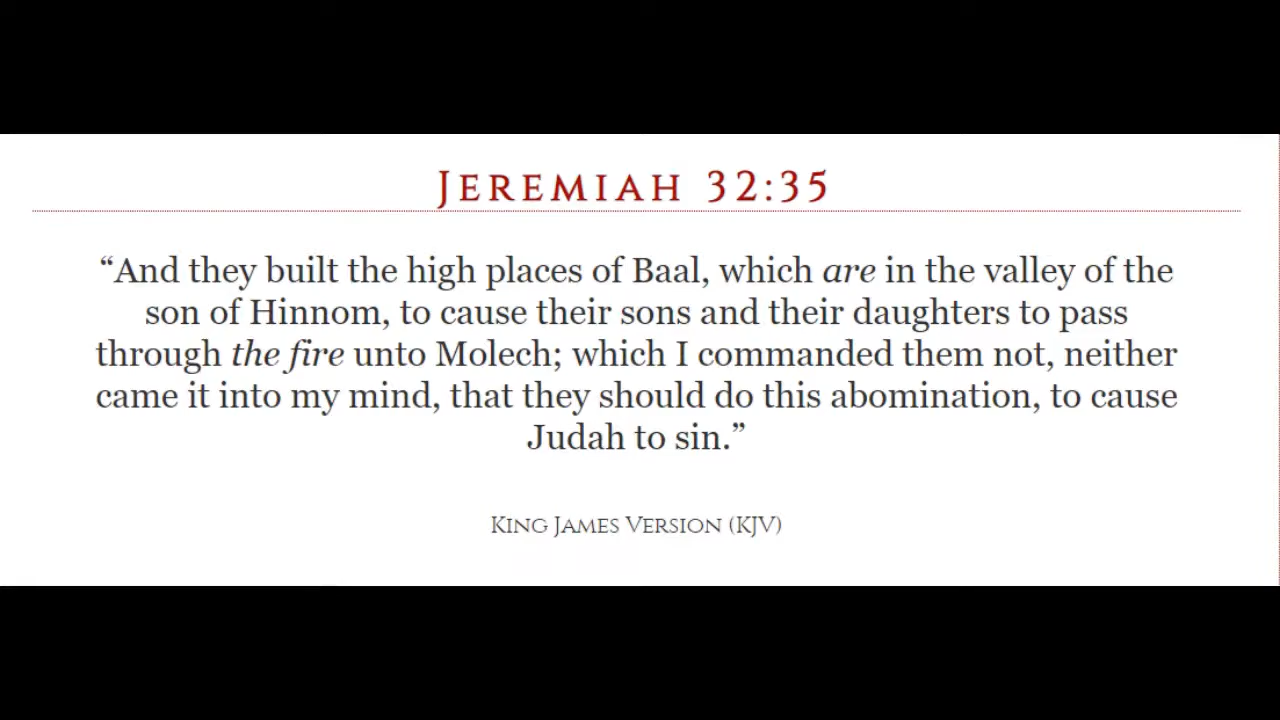 JEREMIAH 32:35
“And they built the high places of Baal, which are in the valley of the
son of Hinnom, to cause their sons and their daughters to pass
through the fire unto Molech; which I commanded them not, neither
came it into my mind, that they should do this abomination, to cause
Judah to sin.”
KING JAMES VERSION (KJV)